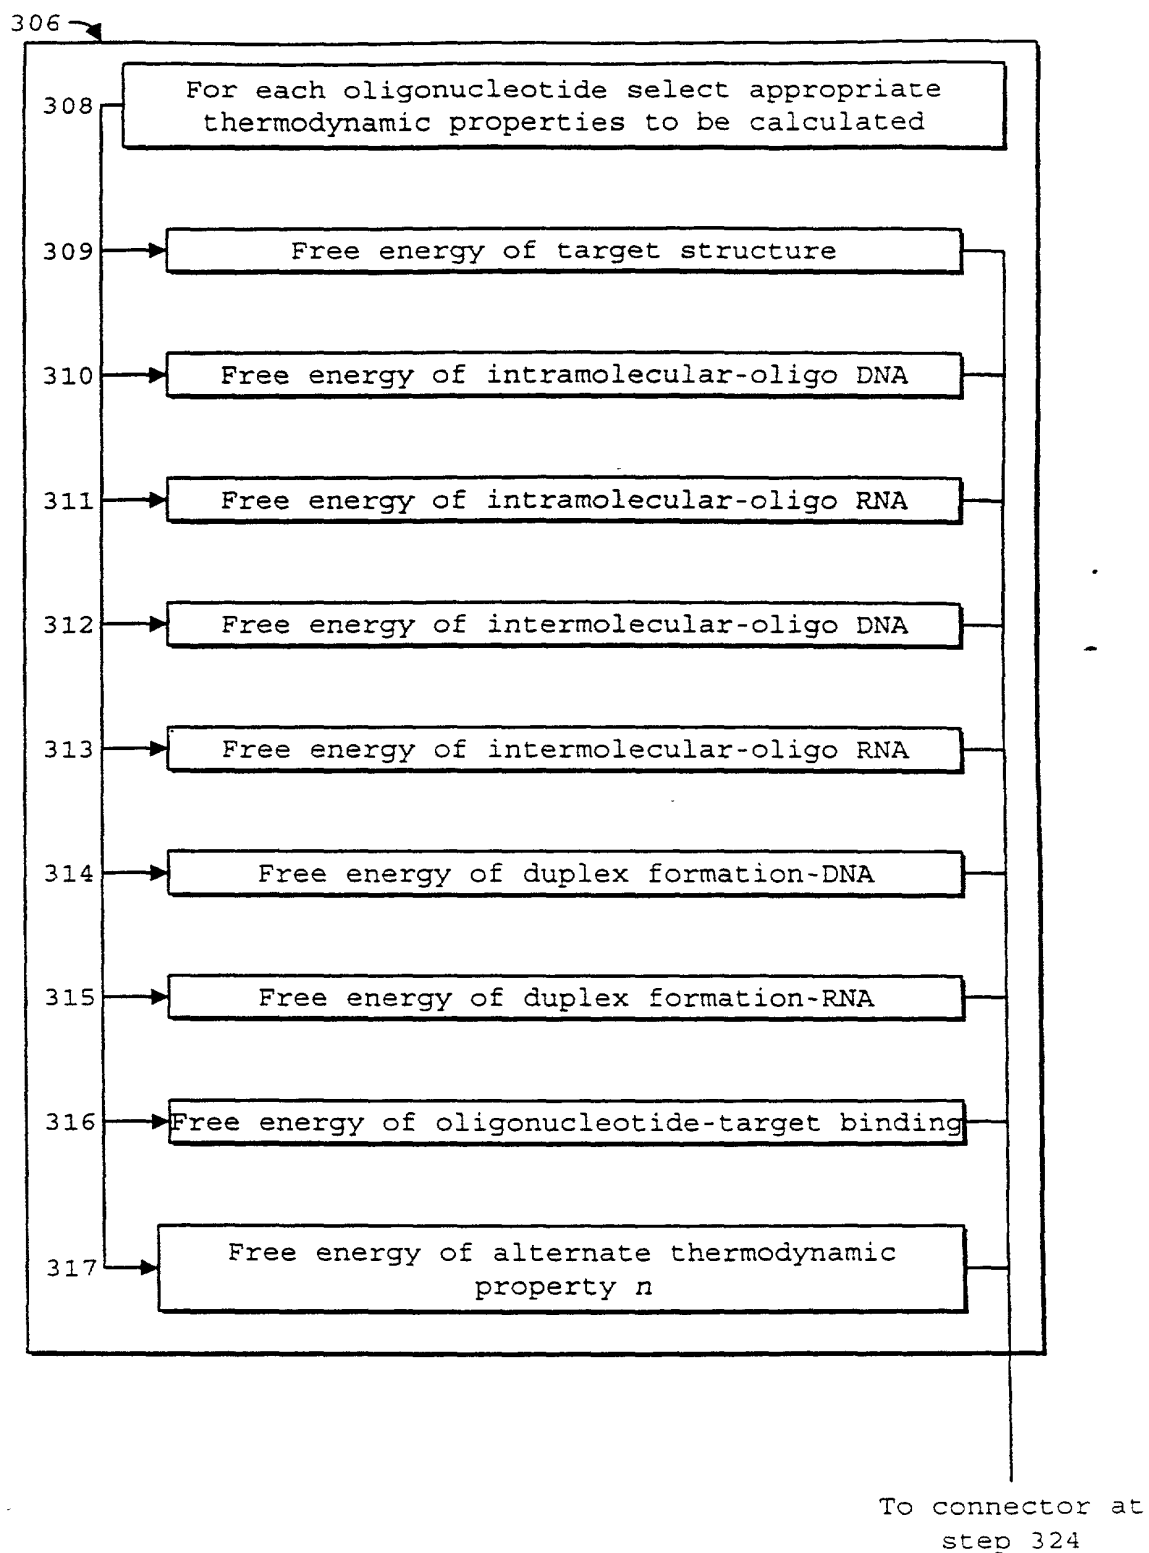 306
308
For each oligonucleotide select appropriate
thermodynamic properties to be calculated
309
Free energy of target structure
310
Free energy of intramolecular-oligo DNA
311
Free energy of intramolecular-oligo RNA
312
Free energy of intermolecular-oligo DNA
313
Free energy of intermolecular-oligo RNA
314
Free energy of duplex formation-DNA
315
Free energy of duplex formation-RNA
316
Free energy of oligonucleotide-target binding
317
Free energy of alternate thermodynamic
property n
To connector at
step 324